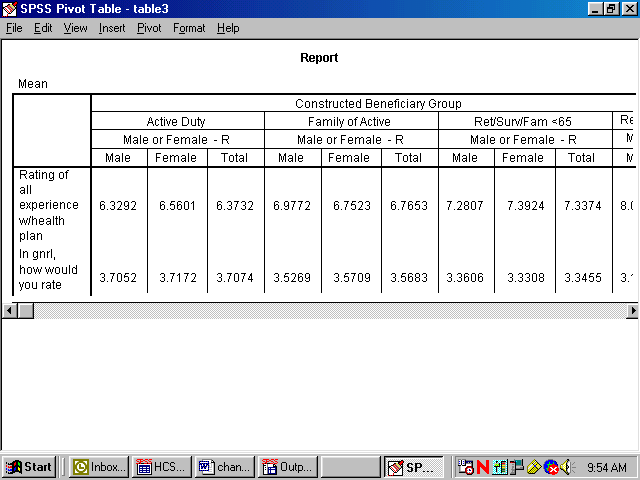 SPSS Pivot Table - table3
File Edit View Insert Pivot Format Help
Report
Mean
Constructed Beneficiary Group
Active Duty Family of Active Ret/Surv/Fam <65 Re
Male or Female - R Male or Female - R Male or Female - R M
Male Female Total Male Female Total Male Female Total M
Rating of
all
experience
w/health
plan
6.3292 6.5601 6.3732 6.9772 6.7523 6.7653 7.2807 7.3924 7.3374 8.0
In gnrl,
how would
you rate
3.7052 3.7172 3.7074 3.5269 3.5709 3.5683 3.3606 3.3308 3.3455 3.1
Start Inbox... HCS... chan... Outp... SP... 9:54 AM